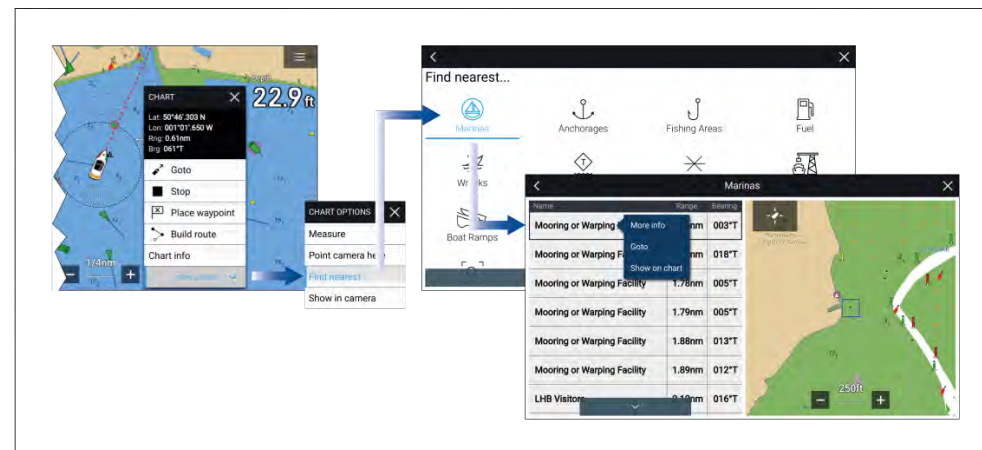 22.9 ft
CHART
Lat: 50°46'.303 N
Lon: 001°01'.650 W
Rng: 0.61nm
Brg: 061°T
Goto
Stop
Place waypoint
Build route
Chart info
1/4nm
CHART OPTIONS
Measure
Point camera here
Find nearest
Show in camera
Find nearest...
Marinas
Anchorages
Fishing Areas
Fuel
Boat Ramps
Marinas
Name Range Bearing
Mooring or Warping 003°T
More info
Goto
Show on chart
Mooring or Warping 018°T
Mooring or Warping Facility 1.78nm 005°T
Mooring or Warping Facility 1.79nm 005°T
Mooring or Warping Facility 1.88nm 013°T
Mooring or Warping Facility 1.89nm 012°T
LHB Visitors 016°T
250ft